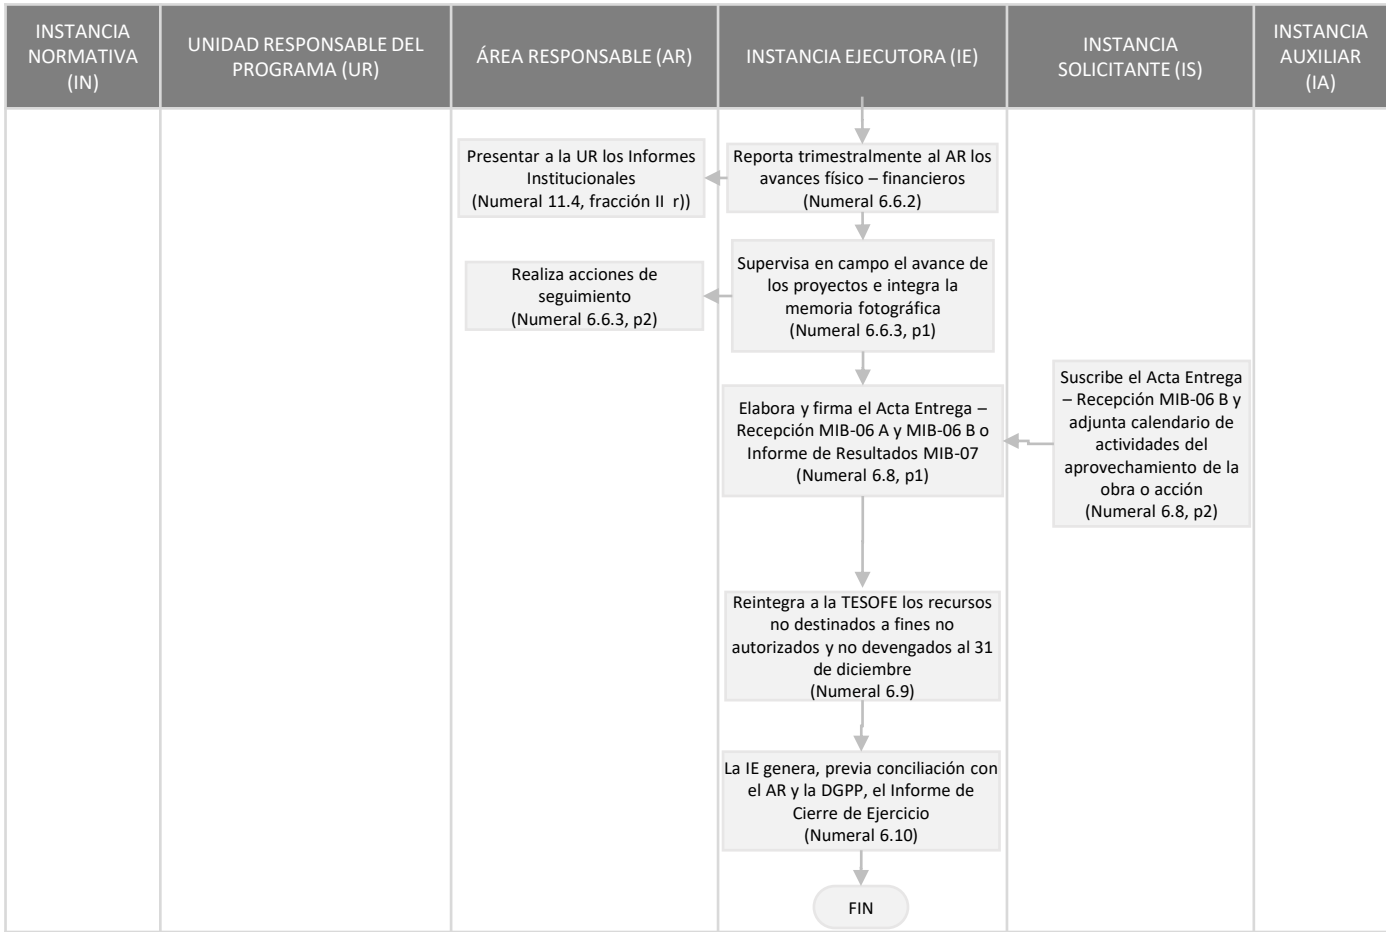 INSTANCIA
NORMATIVA
(IN)
UNIDAD RESPONSABLE DEL
PROGRAMA (UR)
ÁREA RESPONSABLE (AR)
INSTANCIA EJECUTORA (IE)
INSTANCIA
SOLICITANTE (IS)
INSTANCIA
AUXILIAR
(IA)
Presentar a la UR los Informes
Institucionales
(Numeral 11.4, fracción II r))
Reporta trimestralmente al AR los
avances físico – financieros
(Numeral 6.6.2)
Realiza acciones de
seguimiento
(Numeral 6.6.3, p2)
Supervisa en campo el avance de
los proyectos e integra la
memoria fotográfica
(Numeral 6.6.3, p1)
Elabora y firma el Acta Entrega –
Recepción MIB-06 A y MIB-06 B o
Informe de Resultados MIB-07
(Numeral 6.8, p1)
Suscribe el Acta Entrega
– Recepción MIB-06 B y
adjunta calendario de
actividades del
aprovechamiento de la
obra o acción
(Numeral 6.8, p2)
Reintegra a la TESOFE los recursos
no destinados a fines no
autorizados y no devengados al 31
de diciembre
(Numeral 6.9)
La IE genera, previa conciliación con
el AR y la DGPP, el Informe de
Cierre de Ejercicio
(Numeral 6.10)
FIN